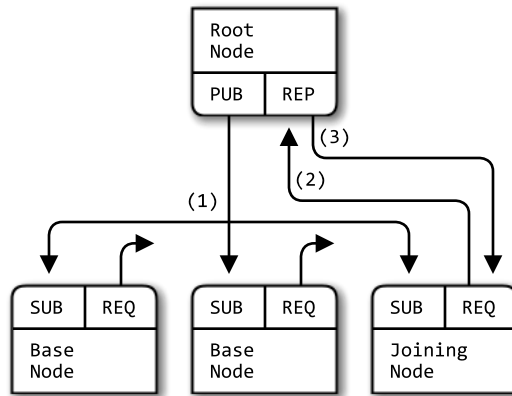 Root
Node
PUB REP
(3)
(2)
(1)
SUB REQ SUB REQ SUB REQ
Base Base Joining
Node Node Node